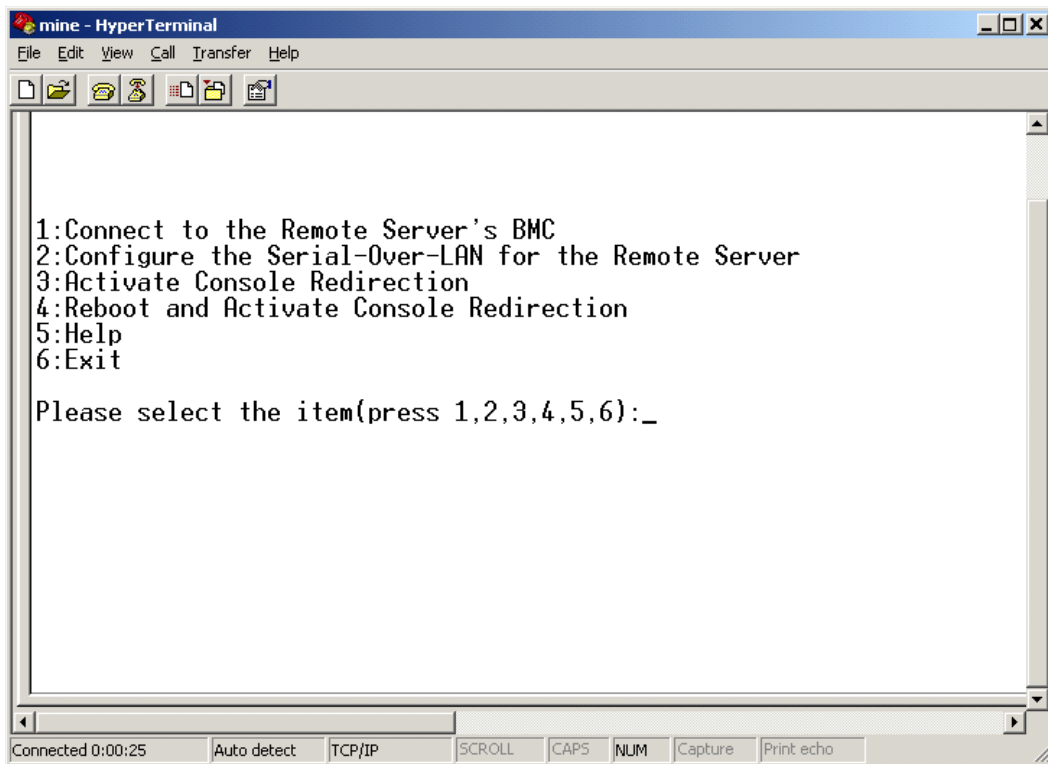 mine - HyperTerminal
File Edit View Call Transfer Help
1:Connect to the Remote Server's BMC
2:Configure the Serial-Over-LAN for the Remote Server
3:Activate Console Redirection
4:Reboot and Activate Console Redirection
5:Help
6:Exit
Please select the item(press 1,2,3,4,5,6):_
Connected 0:00:25 Auto detect TCP/IP SCROLL CAPS NUM Capture Print echo